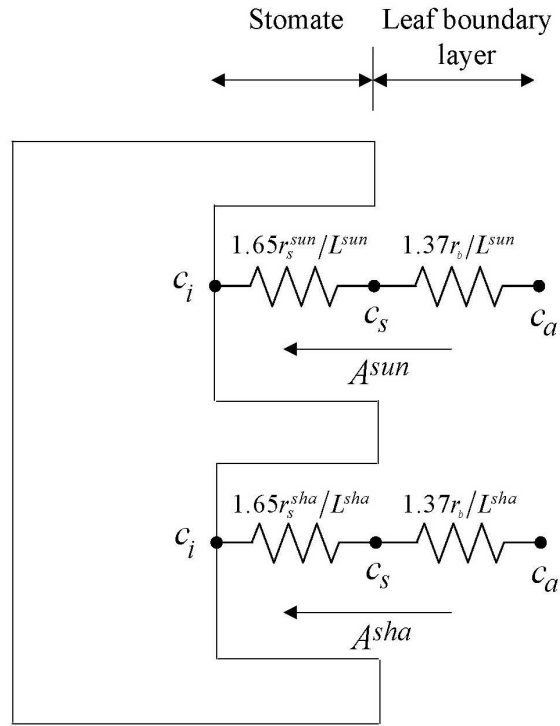 Stomate
Leaf boundary
layer
1.65r_s^{sun}/L^{sun}
1.37r_b/L^{sun}
c_i
c_s
c_a
A^{sun}
1.65r_s^{sha}/L^{sha}
1.37r_b/L^{sha}
c_i
c_s
c_a
A^{sha}